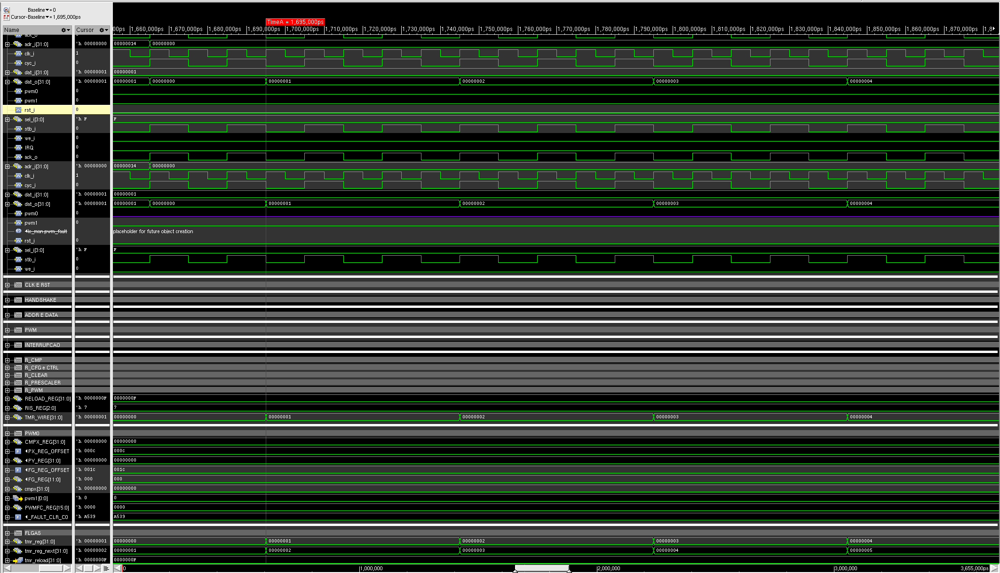 Baseline▼= 0
Cursor-Baseline▼= 1,695,000ps
TimeA = 1,695,000ps
Name Cursor 00ps 1,660,000ps 1,670,000ps 1,680,000ps 1,690,000ps 1,700,000ps 1,710,000ps 1,720,000ps 1,730,000ps 1,740,000ps 1,750,000ps 1,760,000ps 1,770,000ps 1,780,000ps 1,790,000ps 1,800,000ps 1,810,000ps 1,820,000ps 1,830,000ps 1,840,000ps 1,850,000ps 1,860,000ps 1,870,000ps 1,8
ack_o 0
adr_i[31:0] 'h 00000000 00000014 00000000
clk_i 1
cyc_i 0
dat_i[31:0] 'h 00000001 00000001
dat_o[31:0] 'h 00000001 00000001 00000000 00000001 00000002 00000003 00000004
pwm0 0
pwm1 0
rst_i 0
sel_i[3:0] 'h F F
stb_i 0
we_i 0
IRQ 0
ack_o 0
adr_i[31:0] 'h 00000000 00000014 00000000
clk_i 1
cyc_i 0
dat_i[31:0] 'h 00000001 00000001
dat_o[31:0] 'h 00000001 00000001 00000000 00000001 00000002 00000003 00000004
pwm0 0
pwm1 0
lc_man.pwm_fault placeholder for future object creation
rst_i 0
sel_i[3:0] 'h F F
stb_i 0
we_i 0
CLK E RST
HANDSHAKE
ADDR E DATA
PWM
INTERRUPCAO
R_CMP
R_CFG e CTRL
R_CLEAR
R_PRESCALER
R_PWM
RELOAD_REG[31:0] 'h 0000000F 0000000F
RIS_REG[2:0] 'h 7 7
TMR_WIRE[31:0] 'h 00000001 00000000 00000001 00000002 00000003 00000004
PWM0
CMPX_REG[31:0] 'h 00000000 00000000
PX_REG_OFFSET 'h 000c 000c
PV_REG[31:0] 'h 00000000 00000000
FG_REG_OFFSET 'h 001c 001c
FG_REG[11:0] 'h 000 000
cmpx[31:0] 'h 00000000 00000000
pwm1[0:0] 'h 0 0
PWMFC_REG[15:0] 'h 0000 0000
_FAULT_CLR_C0 'h A539 A539
FLGAS
tmr_reg[31:0] 'h 00000001 00000000 00000001 00000002 00000003 00000004
tmr_reg_next[31:0] 'h 00000002 00000001 00000002 00000003 00000004 00000005
tmr_reload[31:0] 'h 0000000F 0000000F
0 1,000,000 2,000,000 3,000,000 3,655,000ps